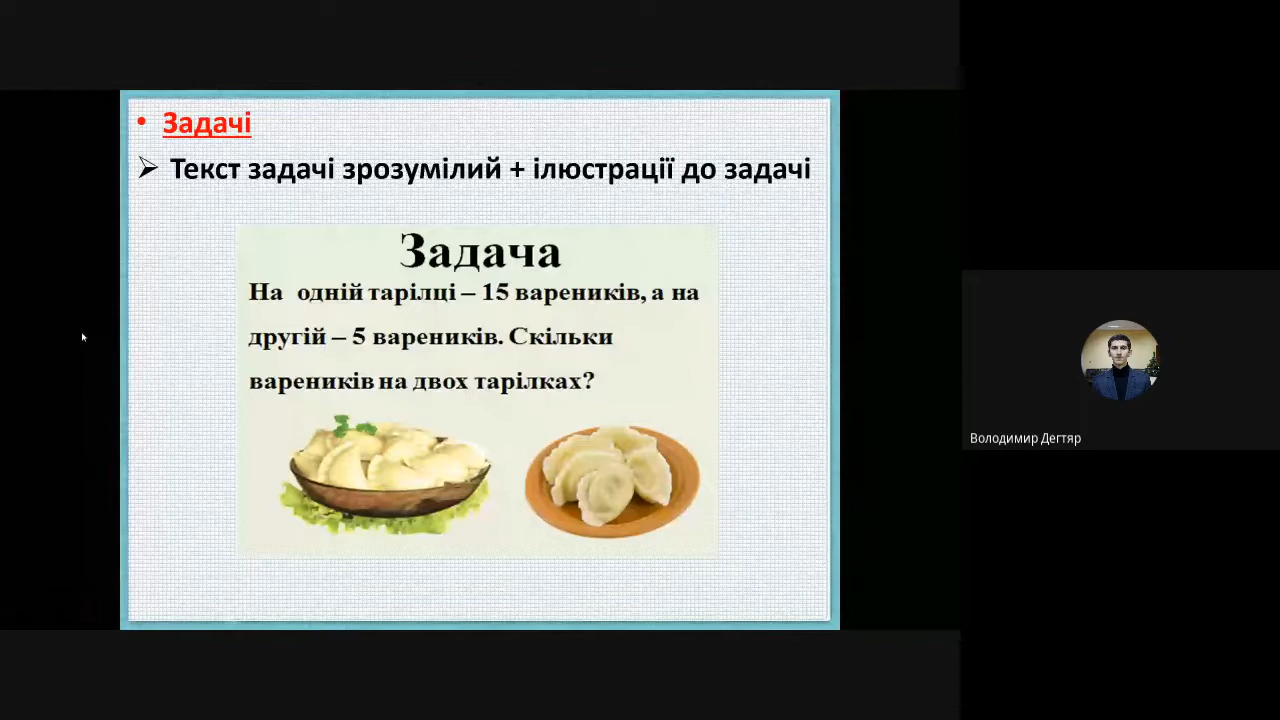 Задачі
Текст задачі зрозумілий + ілюстрації до задачі
Задача
На одній тарілці – 15 вареників, а на
другій – 5 вареників. Скільки
вареників на двох тарілках?
Володимир Дегтяр